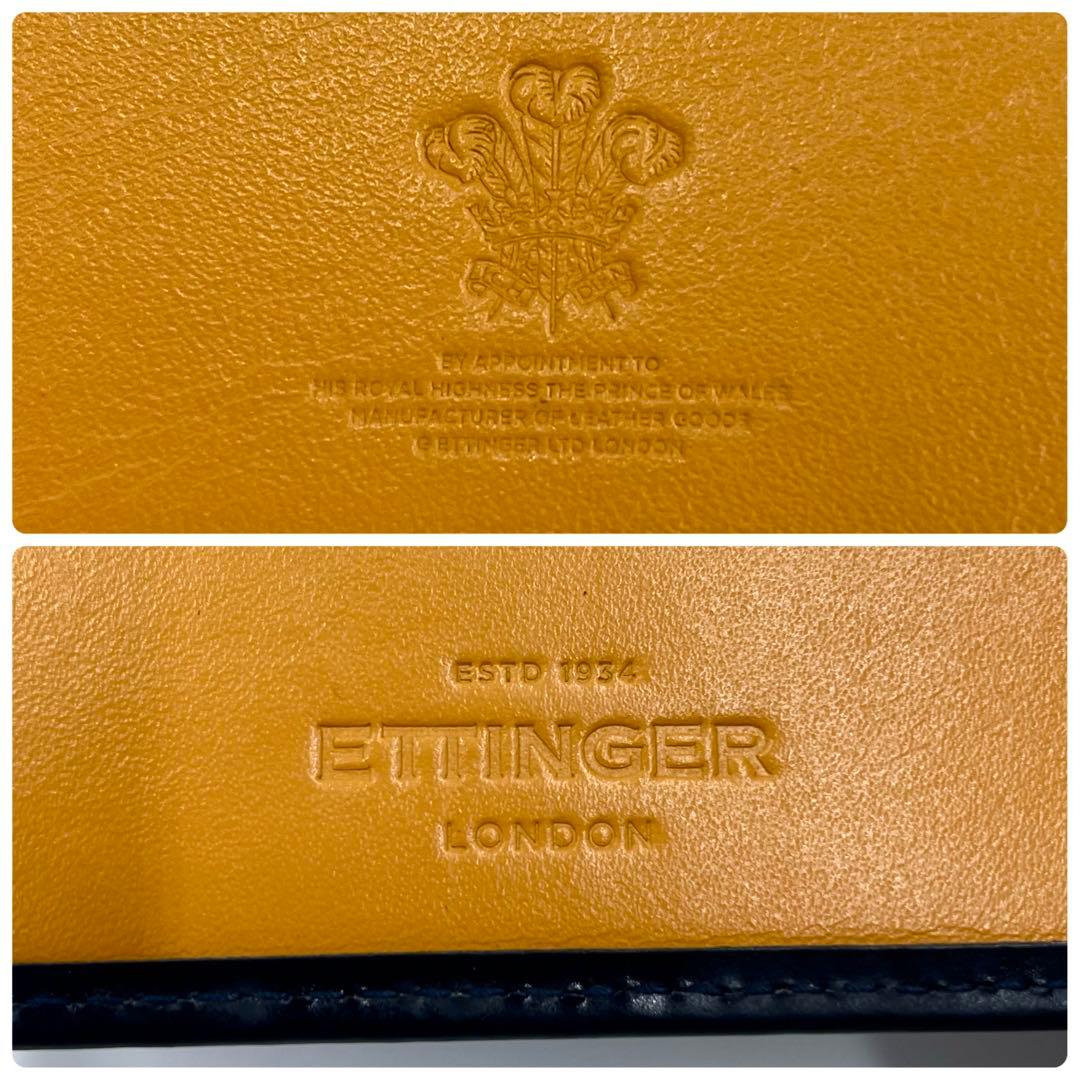 BY APPOINTMENT TO
HIS ROYAL HIGHNESS THE PRINCE OF WALES
MANUFACTURER OF LEATHER GOODS
G ETTINGER LTD LONDON
ESTD 1934
ETTINGER
LONDON